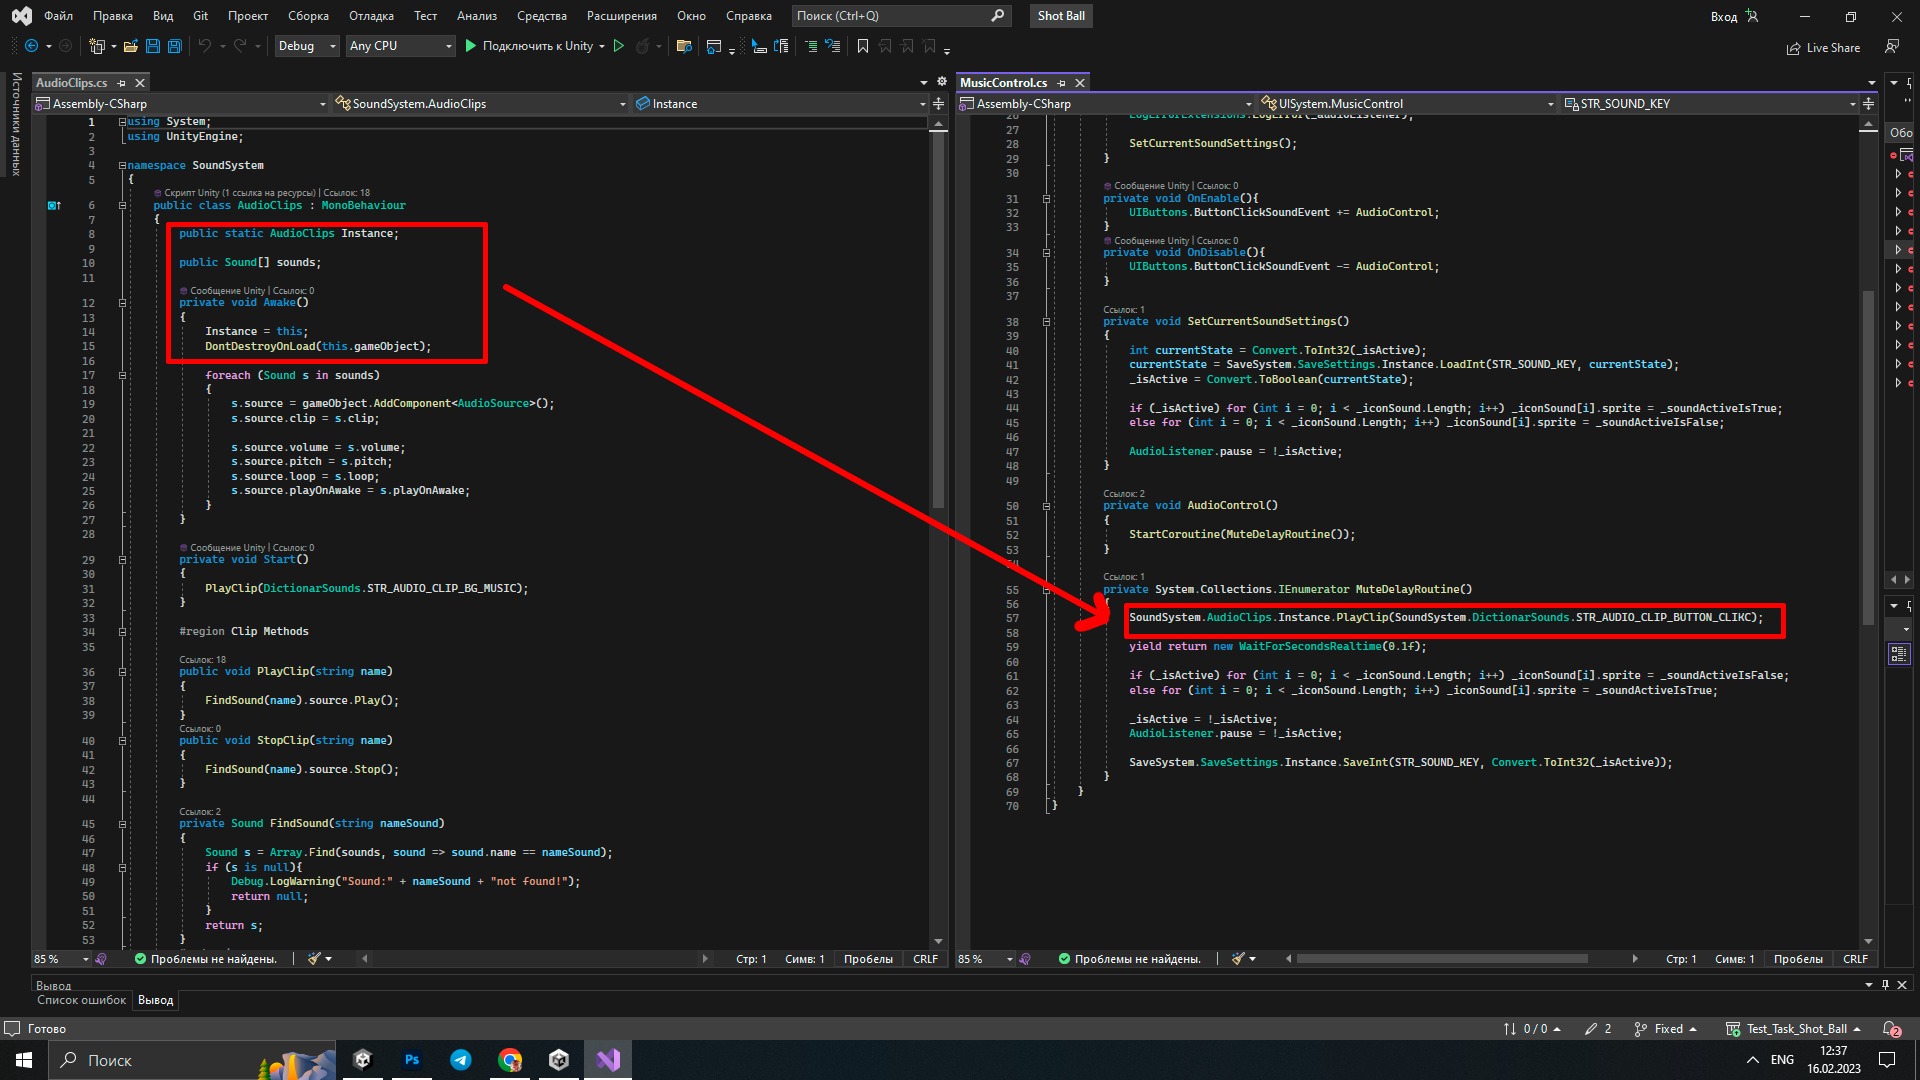 Файл Правка Вид Git Проект Сборка Отладка Тест Анализ Средства Расширения Окно Справка Поиск (Ctrl+Q) Shot Ball Вход
Debug Any CPU Подключить к Unity Live Share
Источники данных
AudioClips.cs
Assembly-CSharp SoundSystem.AudioClips Instance
1 using System;
2 using UnityEngine;
3
4 namespace SoundSystem
5 {
Скрипт Unity (1 ссылка на ресурсы) | Ссылок: 18
6 public class AudioClips : MonoBehaviour
7 {
8 public static AudioClips Instance;
9
10 public Sound[] sounds;
11
Сообщение Unity | Ссылок: 0
12 private void Awake()
13 {
14 Instance = this;
15 DontDestroyOnLoad(this.gameObject);
16
17 foreach (Sound s in sounds)
18 {
19 s.source = gameObject.AddComponent<AudioSource>();
20 s.source.clip = s.clip;
21
22 s.source.volume = s.volume;
23 s.source.pitch = s.pitch;
24 s.source.loop = s.loop;
25 s.source.playOnAwake = s.playOnAwake;
26 }
27 }
28
Сообщение Unity | Ссылок: 0
29 private void Start()
30 {
31 PlayClip(DictionarSounds.STR_AUDIO_CLIP_BG_MUSIC);
32 }
33
34 #region Clip Methods
35
Ссылок: 18
36 public void PlayClip(string name)
37 {
38 FindSound(name).source.Play();
39 }
Ссылок: 0
40 public void StopClip(string name)
41 {
42 FindSound(name).source.Stop();
43 }
44
Ссылок: 2
45 private Sound FindSound(string nameSound)
46 {
47 Sound s = Array.Find(sounds, sound => sound.name == nameSound);
48 if (s is null){
49 Debug.LogWarning("Sound:" + nameSound + "not found!");
50 return null;
51 }
52 return s;
53 }
85 % Проблемы не найдены. Стр: 1 Симв: 1 Пробелы CRLF
MusicControl.cs
Assembly-CSharp UISystem.MusicControl STR_SOUND_KEY
26 LogErrorExtensions.LogError(_audioListener);
27
28 SetCurrentSoundSettings();
29 }
30
Сообщение Unity | Ссылок: 0
31 private void OnEnable(){
32 UIButtons.ButtonClickSoundEvent += AudioControl;
33 }
Сообщение Unity | Ссылок: 0
34 private void OnDisable(){
35 UIButtons.ButtonClickSoundEvent -= AudioControl;
36 }
37
Ссылок: 1
38 private void SetCurrentSoundSettings()
39 {
40 int currentState = Convert.ToInt32(_isActive);
41 currentState = SaveSystem.SaveSettings.Instance.LoadInt(STR_SOUND_KEY, currentState);
42 _isActive = Convert.ToBoolean(currentState);
43
44 if (_isActive) for (int i = 0; i < _iconSound.Length; i++) _iconSound[i].sprite = _soundActiveIsTrue;
45 else for (int i = 0; i < _iconSound.Length; i++) _iconSound[i].sprite = _soundActiveIsFalse;
46
47 AudioListener.pause = !_isActive;
48 }
49
Ссылок: 2
50 private void AudioControl()
51 {
52 StartCoroutine(MuteDelayRoutine());
53 }
54
Ссылок: 1
55 private System.Collections.IEnumerator MuteDelayRoutine()
56 {
57 SoundSystem.AudioClips.Instance.PlayClip(SoundSystem.DictionarSounds.STR_AUDIO_CLIP_BUTTON_CLIKC);
58
59 yield return new WaitForSecondsRealtime(0.1f);
60
61 if (_isActive) for (int i = 0; i < _iconSound.Length; i++) _iconSound[i].sprite = _soundActiveIsFalse;
62 else for (int i = 0; i < _iconSound.Length; i++) _iconSound[i].sprite = _soundActiveIsTrue;
63
64 _isActive = !_isActive;
65 AudioListener.pause = !_isActive;
66
67 SaveSystem.SaveSettings.Instance.SaveInt(STR_SOUND_KEY, Convert.ToInt32(_isActive));
68 }
69 }
70 }
85 % Проблемы не найдены. Стр: 1 Симв: 1 Пробелы CRLF
Обо
Вывод
Список ошибок Вывод
Готово 0 / 0 2 Fixed Test_Task_Shot_Ball 2
Поиск Ps ENG 12:37
16.02.2023